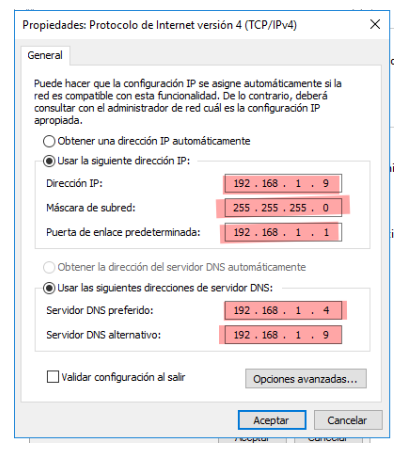 Propiedades: Protocolo de Internet versión 4 (TCP/IPv4)
General
Puede hacer que la configuración IP se asigne automáticamente si la
red es compatible con esta funcionalidad. De lo contrario, deberá
consultar con el administrador de red cuál es la configuración IP
apropiada.
Obtener una dirección IP automáticamente
Usar la siguiente dirección IP:
Dirección IP: 192 . 168 . 1 . 9
Máscara de subred: 255 . 255 . 255 . 0
Puerta de enlace predeterminada: 192 . 168 . 1 . 1
Obtener la dirección del servidor DNS automáticamente
Usar las siguientes direcciones de servidor DNS:
Servidor DNS preferido: 192 . 168 . 1 . 4
Servidor DNS alternativo: 192 . 168 . 1 . 9
Validar configuración al salir
Opciones avanzadas...
Aceptar Cancelar